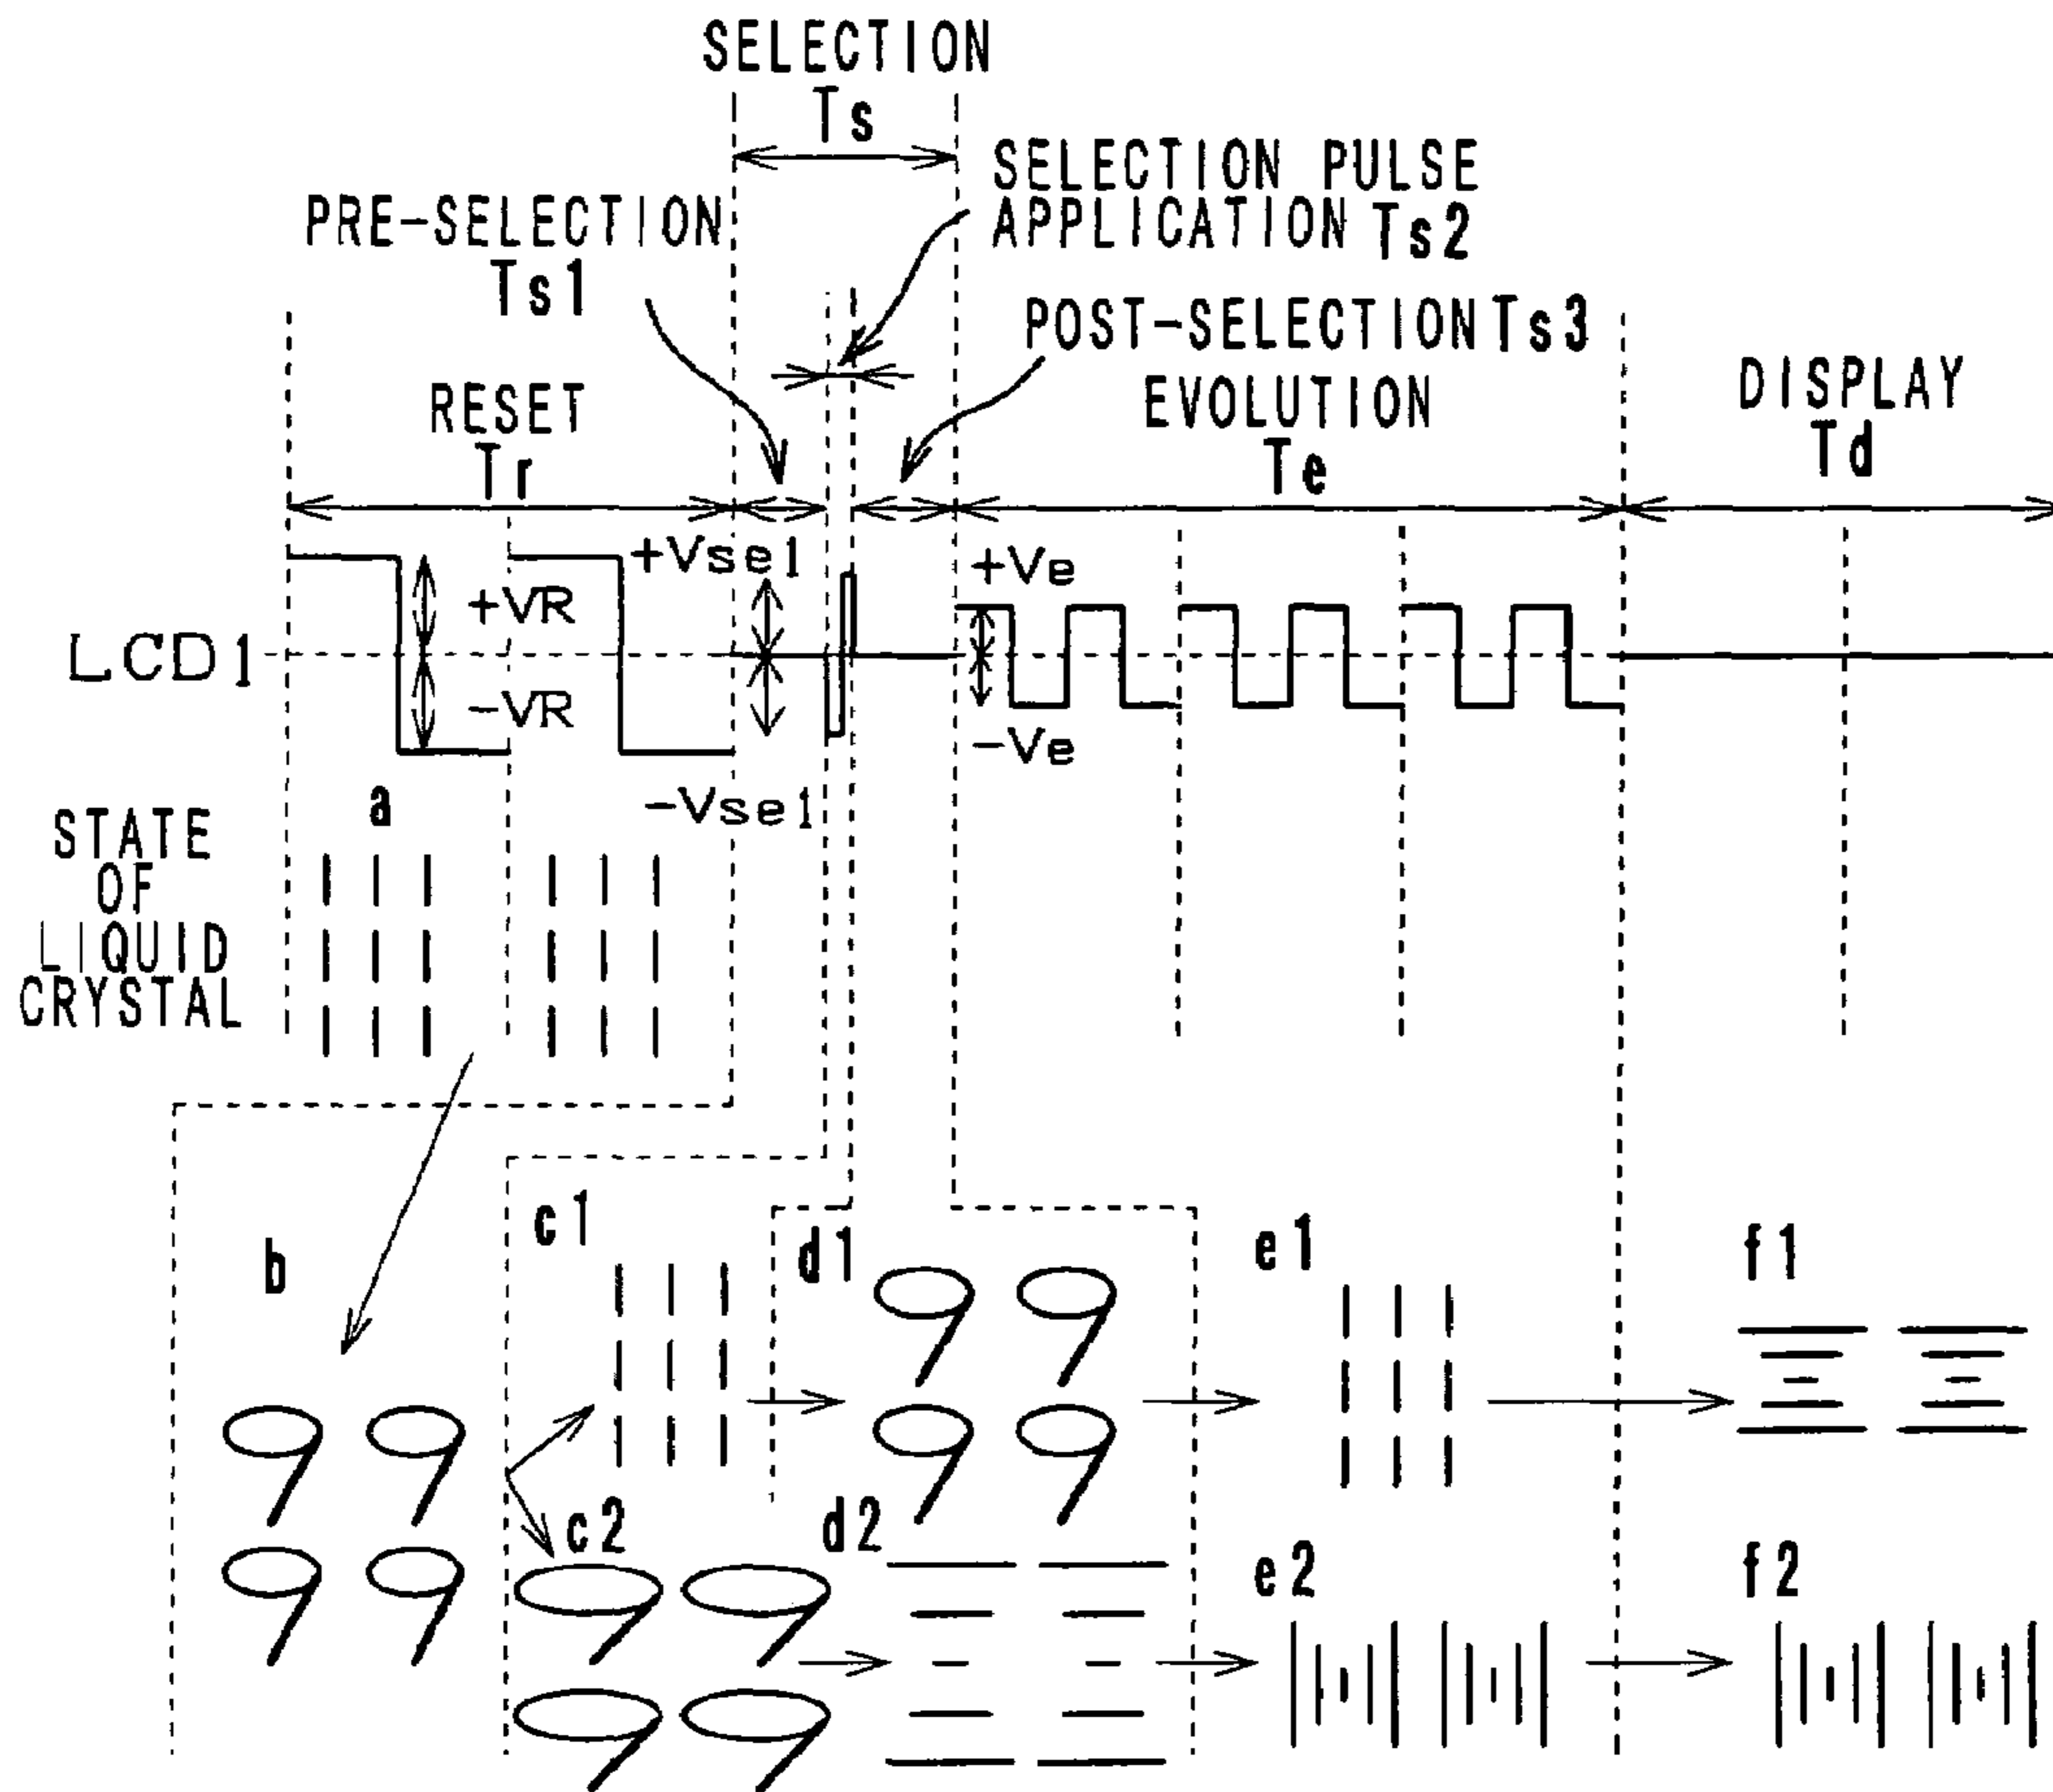 SELECTION
Ts
SELECTION PULSE
APPLICATION Ts2
PRE-SELECTION
Ts1
POST-SELECTION Ts3
RESET
Tr
EVOLUTION
Te
DISPLAY
Td
+Vsel
+Ve
+VR
LCD1
-VR
-Ve
-Vsel
a
STATE
OF
LIQUID
CRYSTAL
b
c1
d1
e1
f1
c2
d2
e2
f2